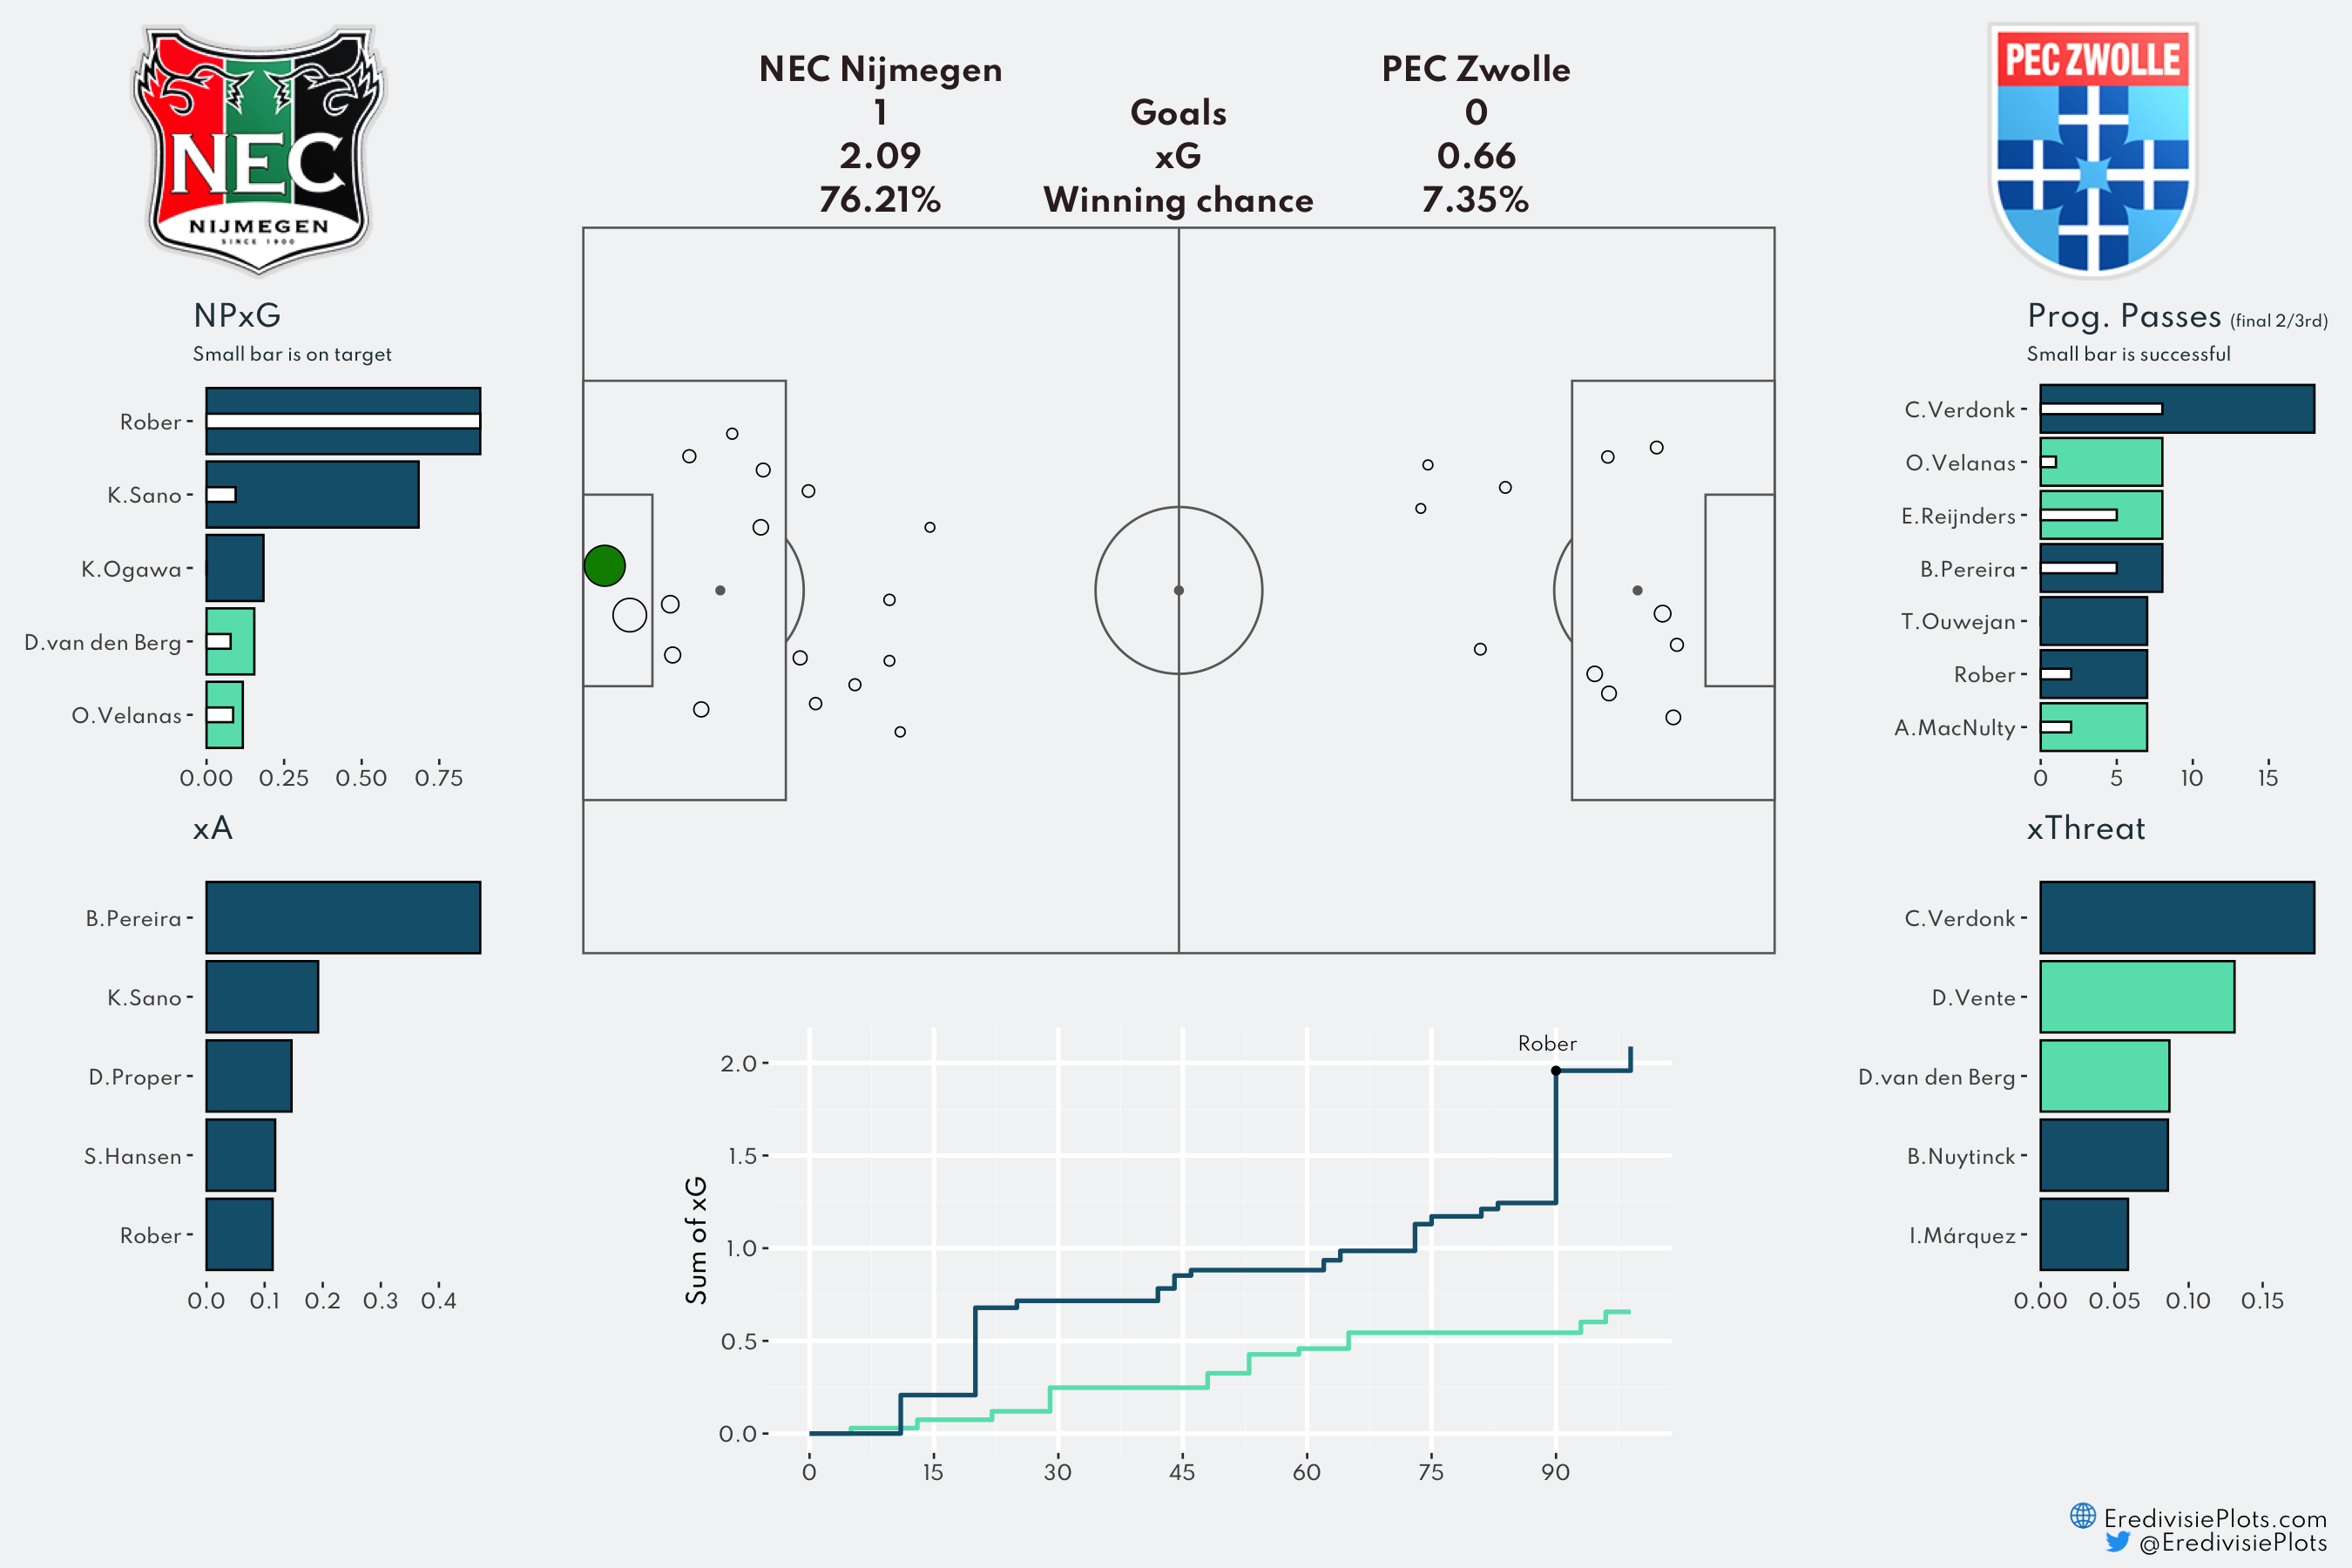 NEC
NIJMEGEN
SINCE 1900
NEC Nijmegen PEC Zwolle
1 Goals 0
2.09 xG 0.66
76.21% Winning chance 7.35%
PEC ZWOLLE
NPxG
Small bar is on target
Rober
K.Sano
K.Ogawa
D.van den Berg
O.Velanas
0.00 0.25 0.50 0.75
xA
B.Pereira
K.Sano
D.Proper
S.Hansen
Rober
0.0 0.1 0.2 0.3 0.4
Rober
Sum of xG
2.0
1.5
1.0
0.5
0.0
0 15 30 45 60 75 90
Prog. Passes (final 2/3rd)
Small bar is successful
C.Verdonk
O.Velanas
E.Reijnders
B.Pereira
T.Ouwejan
Rober
A.MacNulty
0 5 10 15
xThreat
C.Verdonk
D.Vente
D.van den Berg
B.Nuytinck
I.Márquez
0.00 0.05 0.10 0.15
EredivisiePlots.com
@EredivisiePlots